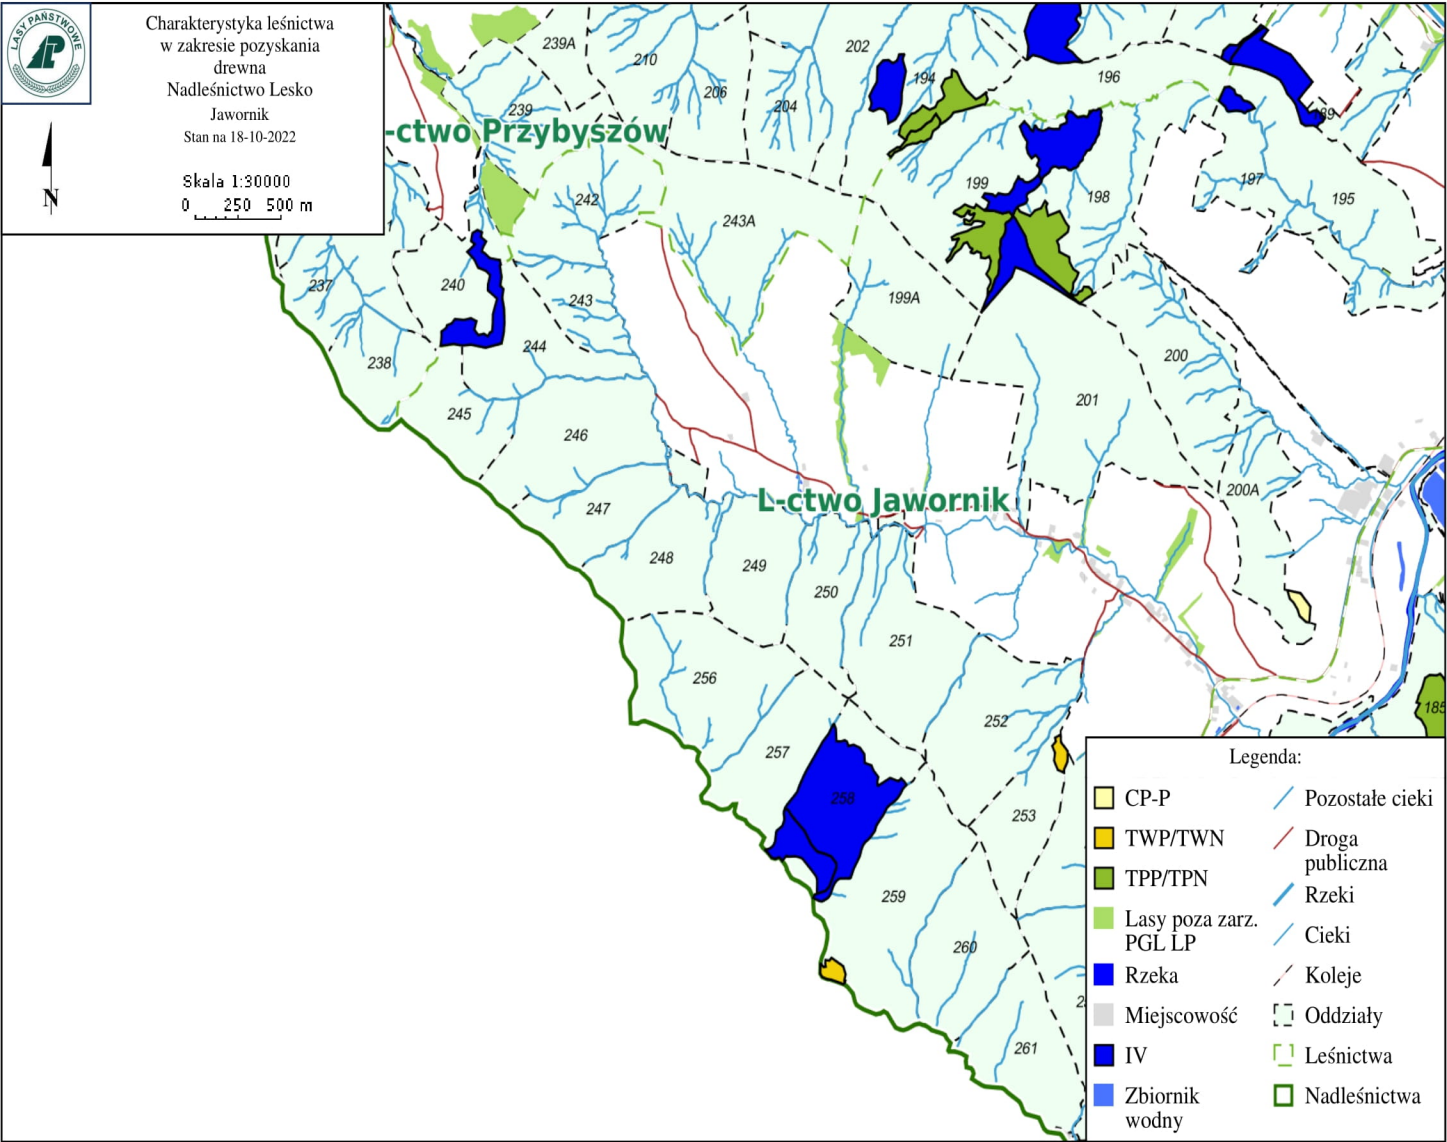 LASY PAŃSTWOWE
Charakterystyka leśnictwa
w zakresie pozyskania
drewna
Nadleśnictwo Lesko
Jawornik
Stan na 18-10-2022
N
Skala 1:30000
0 250 500 m
239A
210
206
204
202
194
196
239
-ctwo Przybyszów
242
243A
199
198
197
195
237
240
243
244
199A
238
245
246
200
201
247
L-ctwo Jawornik
200A
248
249
250
251
256
252
185
257
258
253
259
260
261
Legenda:
CP-P
TWP/TWN
TPP/TPN
Lasy poza zarz.
PGL LP
Rzeka
Miejscowość
IV
Zbiornik
wodny
Pozostałe cieki
Droga
publiczna
Rzeki
Cieki
Koleje
Oddziały
Leśnictwa
Nadleśnictwa